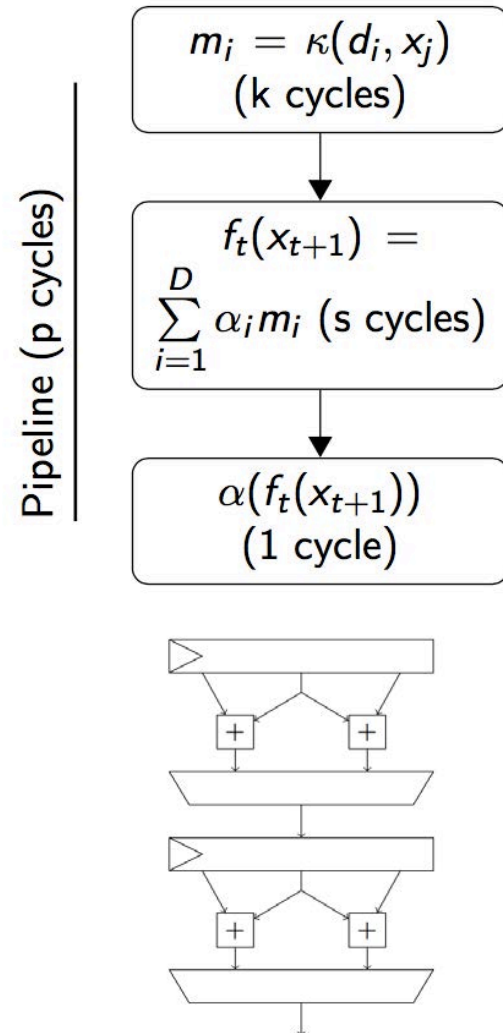 Pipeline (p cycles)
m_i = κ(d_i, x_j)
(k cycles)
f_t(x_{t+1}) =
∑_{i=1}^{D} α_i m_i (s cycles)
α(f_t(x_{t+1}))
(1 cycle)
+ +
+ +